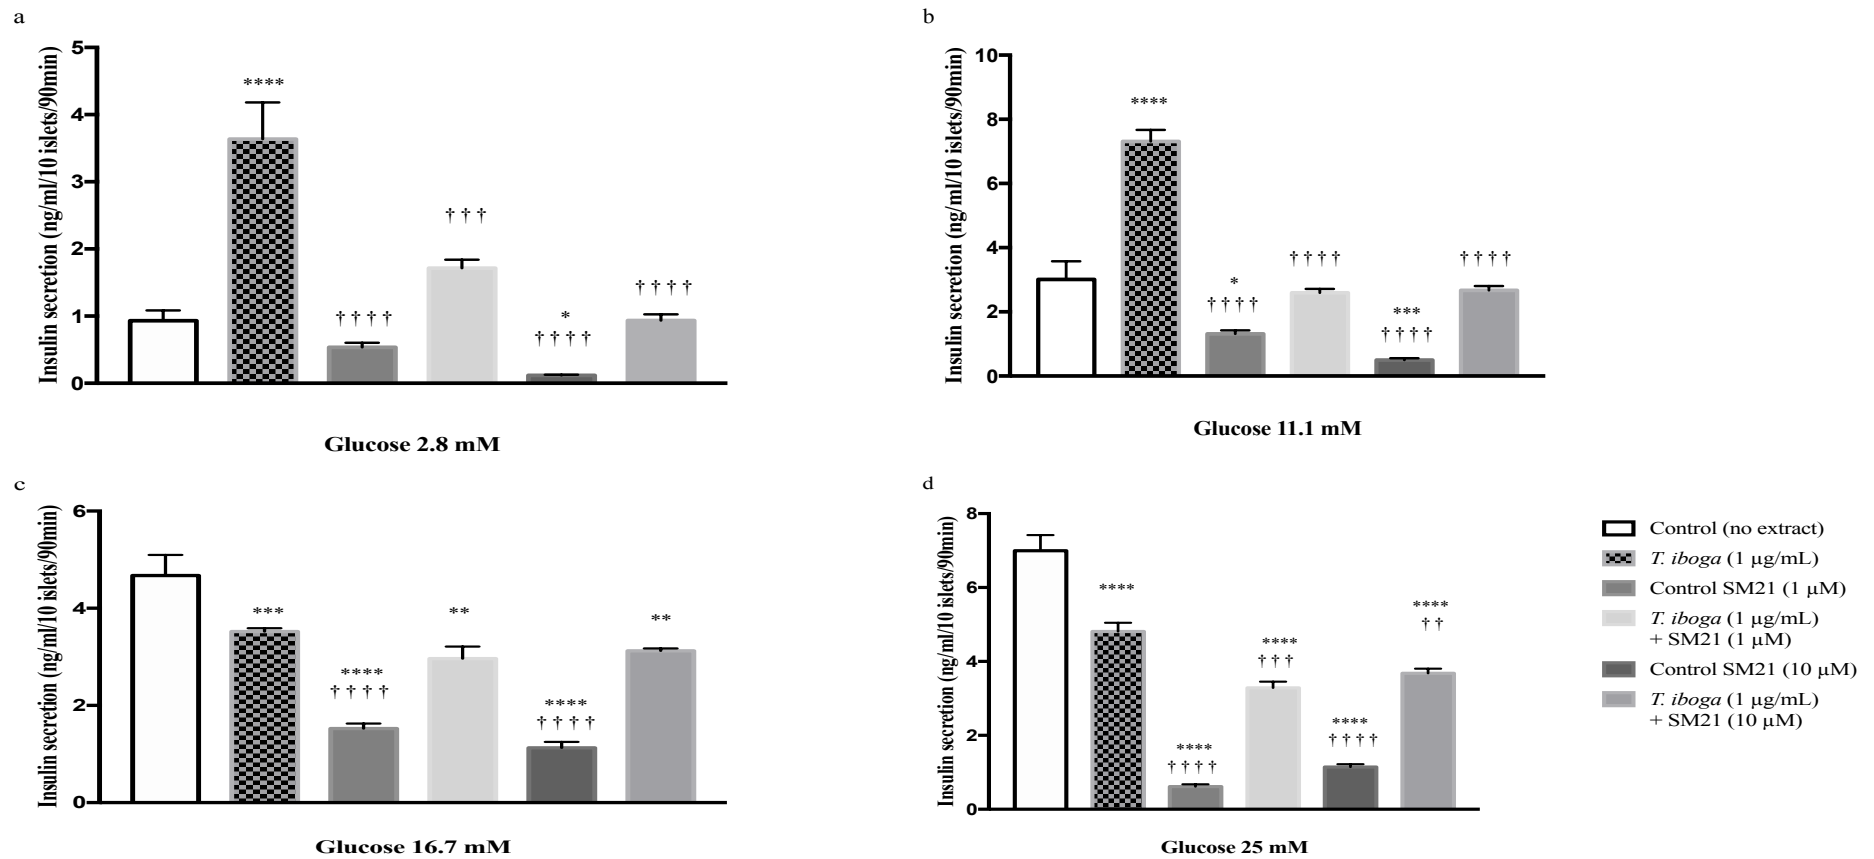 a
Insulin secretion (ng/ml/10 islets/90min)
5
4
3
2
1
0
****
††††
†††
*
††††
††††
Glucose 2.8 mM
b
Insulin secretion (ng/ml/10 islets/90min)
10
8
6
4
2
0
****
*
††††
††††
***
††††
††††
Glucose 11.1 mM
c
Insulin secretion (ng/ml/10 islets/90min)
6
4
2
0
***
****
††††
**
****
††††
**
Glucose 16.7 mM
d
Insulin secretion (ng/ml/10 islets/90min)
8
6
4
2
0
****
****
††††
****
†††
****
††††
****
††
Glucose 25 mM
Control (no extract)
T. iboga (1 µg/mL)
Control SM21 (1 µM)
T. iboga (1 µg/mL)
+ SM21 (1 µM)
Control SM21 (10 µM)
T. iboga (1 µg/mL)
+ SM21 (10 µM)